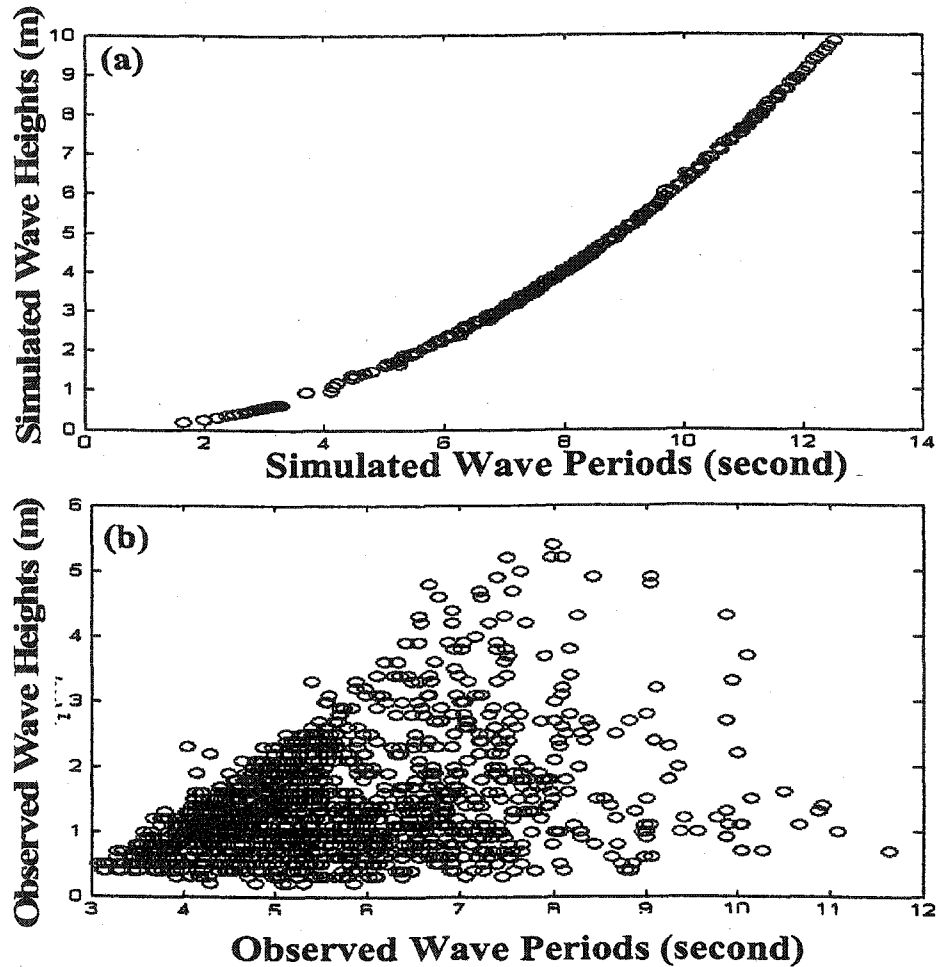 (a)
Simulated Wave Heights (m)
10
9
8
7
6
5
4
3
2
1
0
0 2 4 6 8 10 12 14
Simulated Wave Periods (second)
(b)
Observed Wave Heights (m)
6
5
4
3
2
1
0
3 4 5 6 7 8 9 10 11 12
Observed Wave Periods (second)